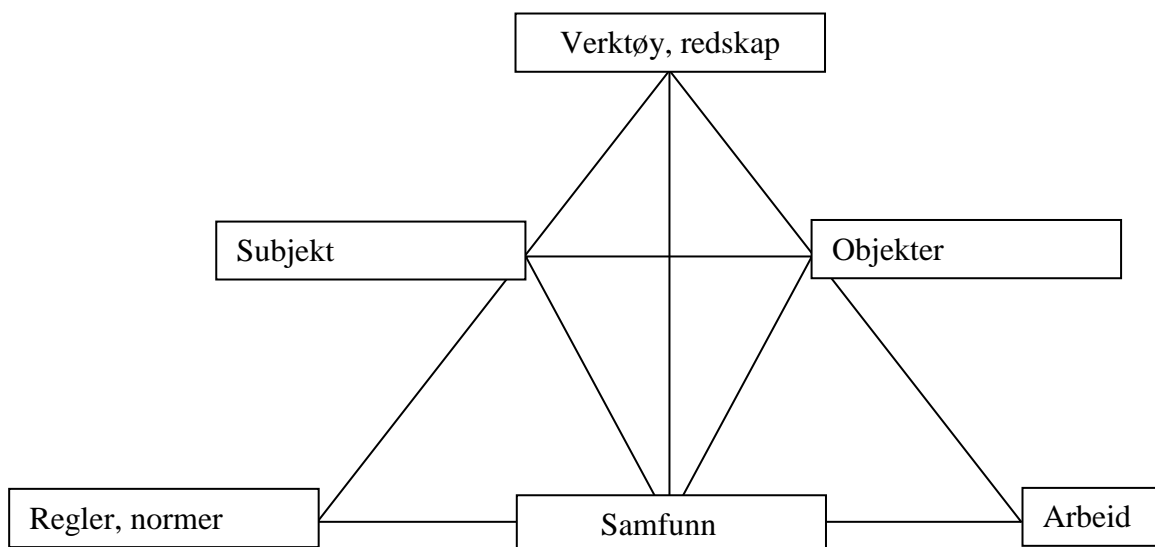 Verktøy, redskap
Subjekt
Objekter
Regler, normer
Samfunn
Arbeid